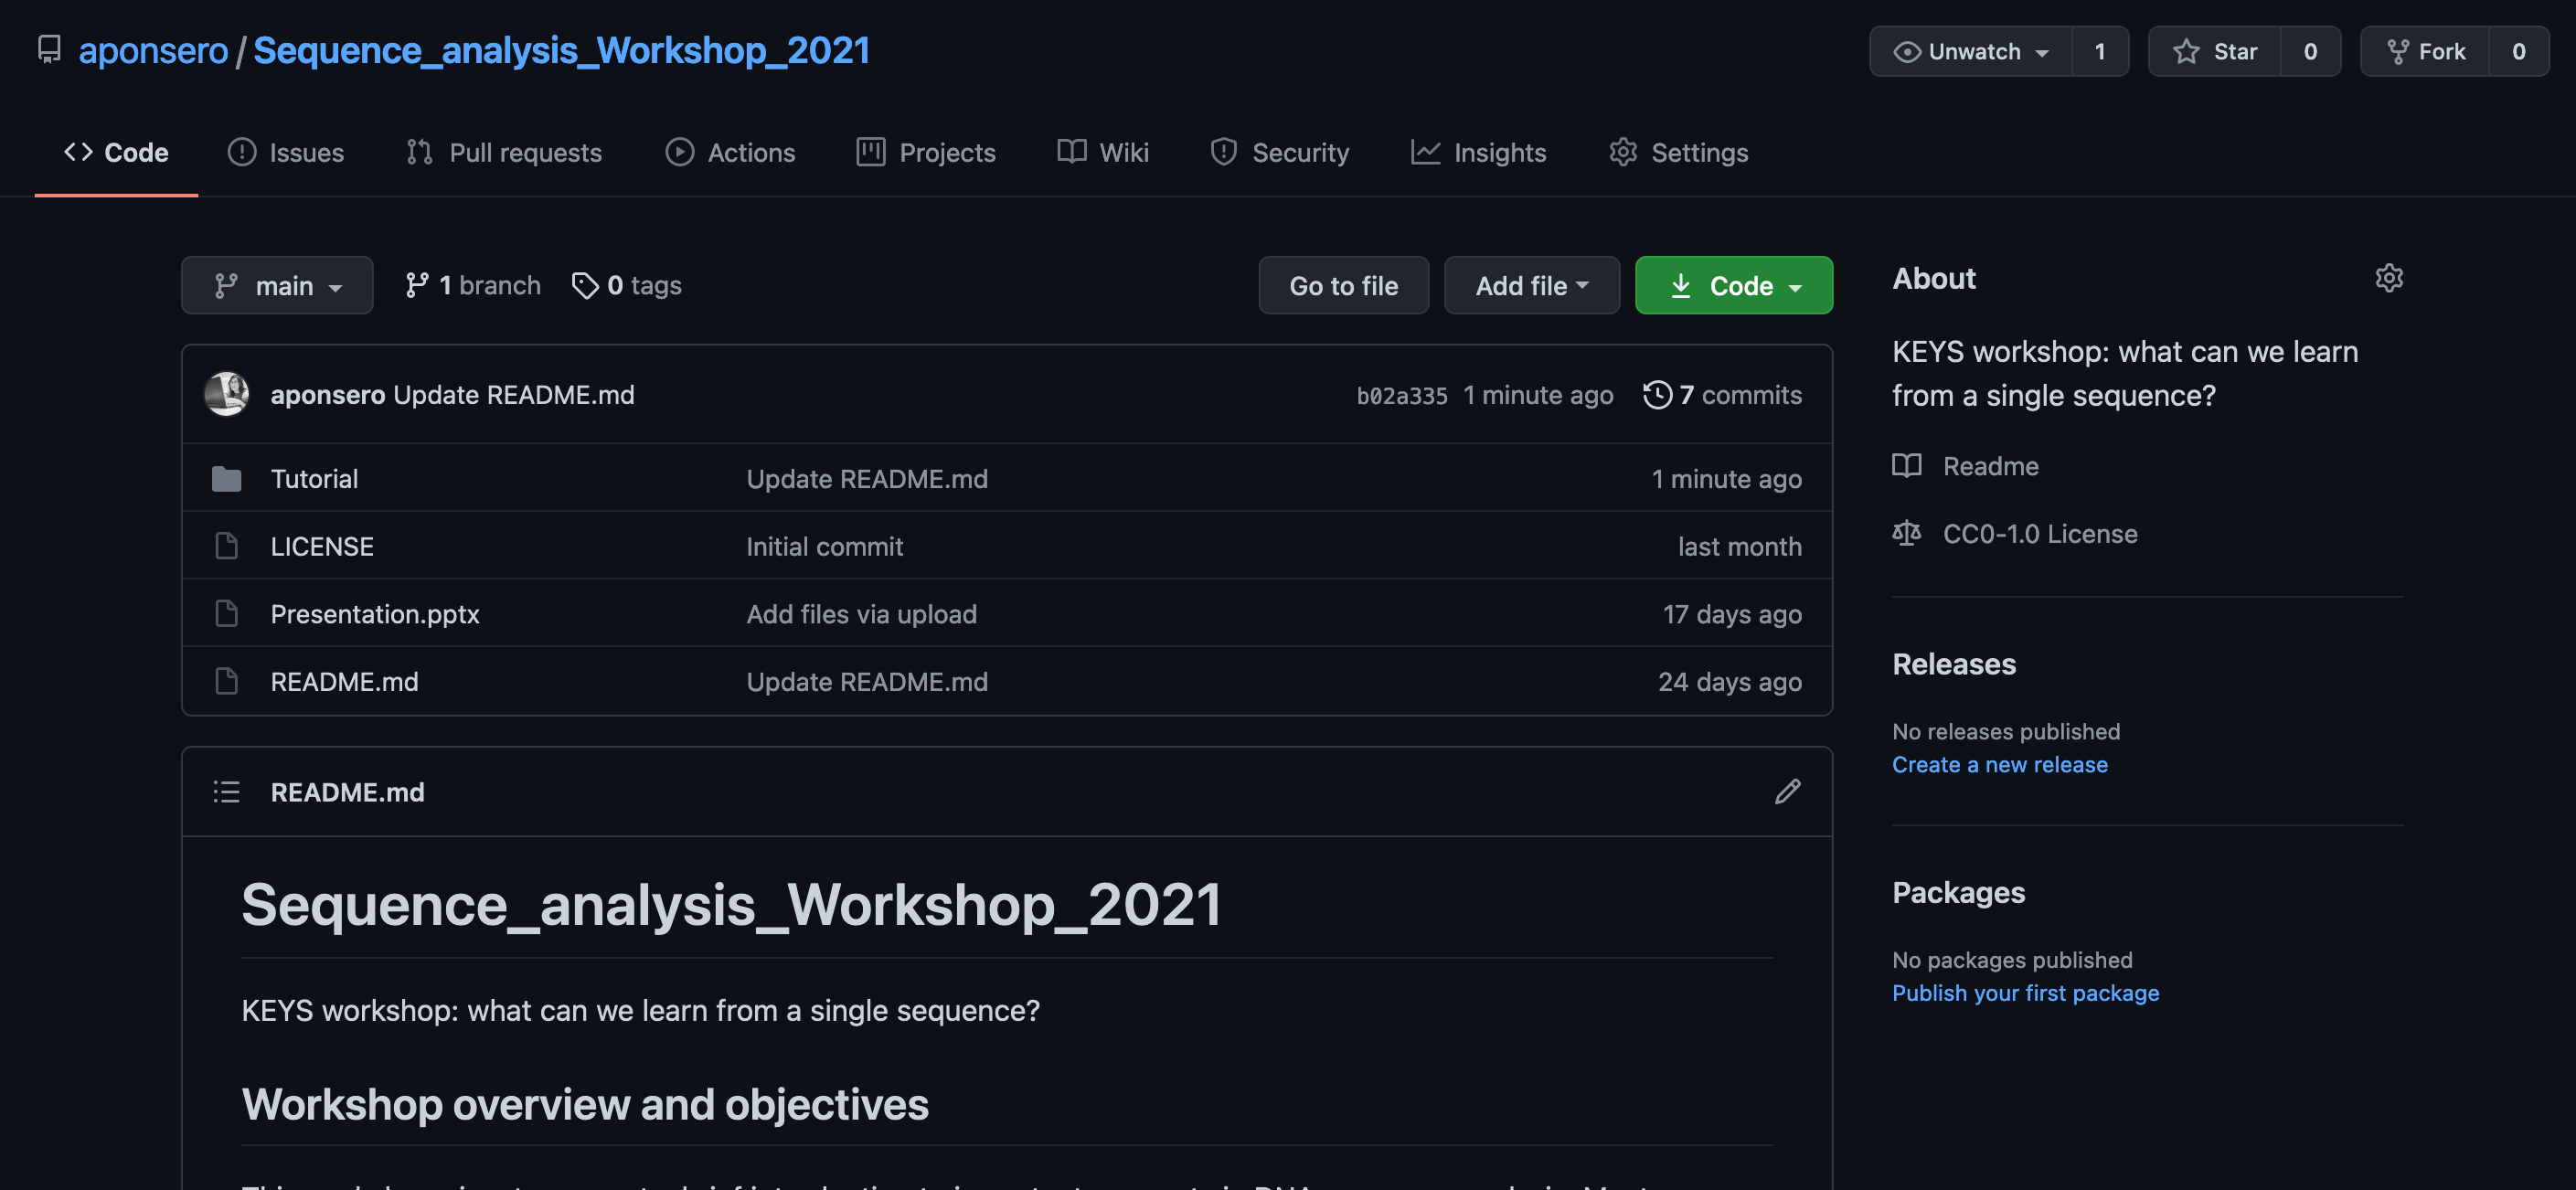 aponsero / Sequence_analysis_Workshop_2021
Unwatch 1 Star 0 Fork 0
Code Issues Pull requests Actions Projects Wiki Security Insights Settings
main 1 branch 0 tags Go to file Add file Code
aponsero Update README.md b02a335 1 minute ago 7 commits
Tutorial Update README.md 1 minute ago
LICENSE Initial commit last month
Presentation.pptx Add files via upload 17 days ago
README.md Update README.md 24 days ago
README.md
Sequence_analysis_Workshop_2021
KEYS workshop: what can we learn from a single sequence?
Workshop overview and objectives
About
KEYS workshop: what can we learn
from a single sequence?
Readme
CC0-1.0 License
Releases
No releases published
Create a new release
Packages
No packages published
Publish your first package